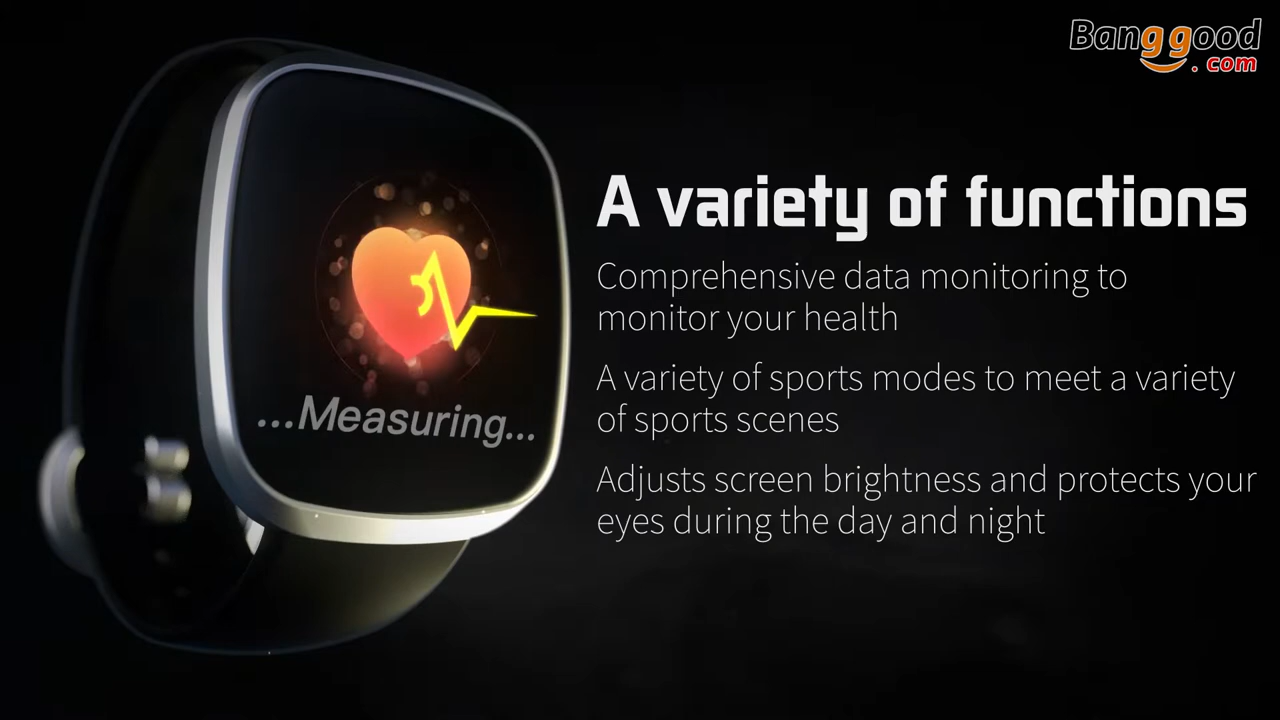 Banggood
.com
A variety of functions
Comprehensive data monitoring to
monitor your health
A variety of sports modes to meet a variety
of sports scenes
Adjusts screen brightness and protects your
eyes during the day and night
...Measuring...